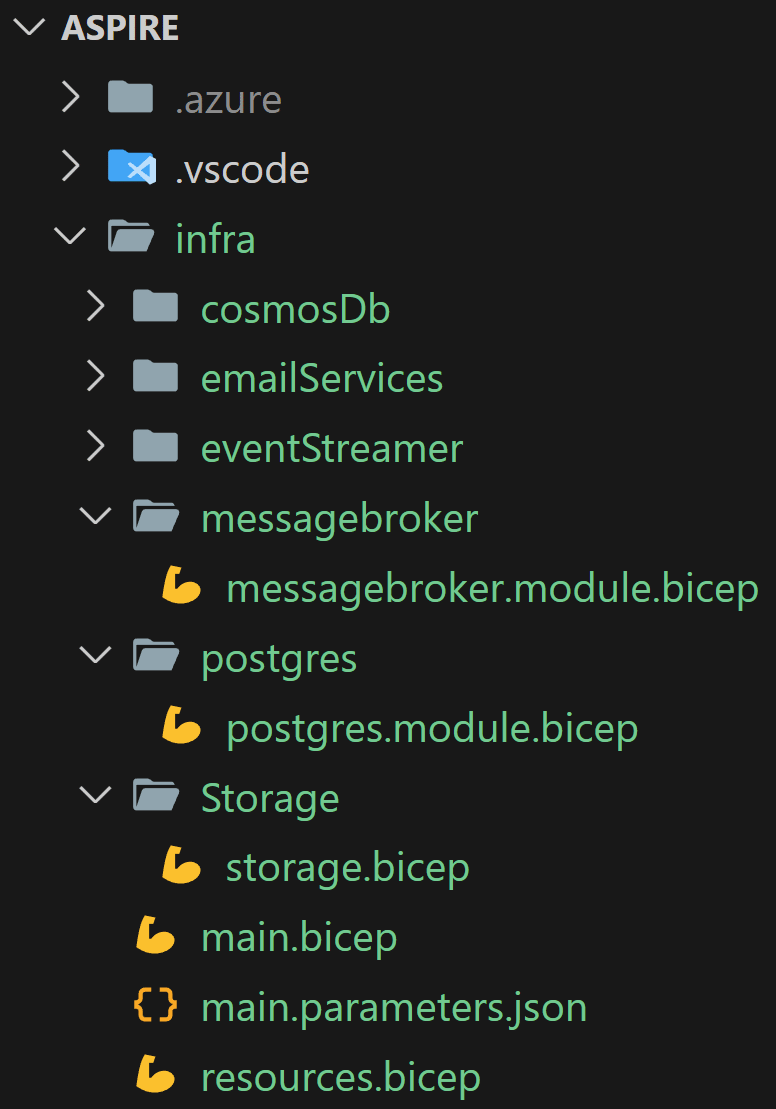 ASPIRE
.azure
.vscode
infra
cosmosDb
emailServices
eventStreamer
messagebroker
messagebroker.module.bicep
postgres
postgres.module.bicep
Storage
storage.bicep
main.bicep
main.parameters.json
resources.bicep